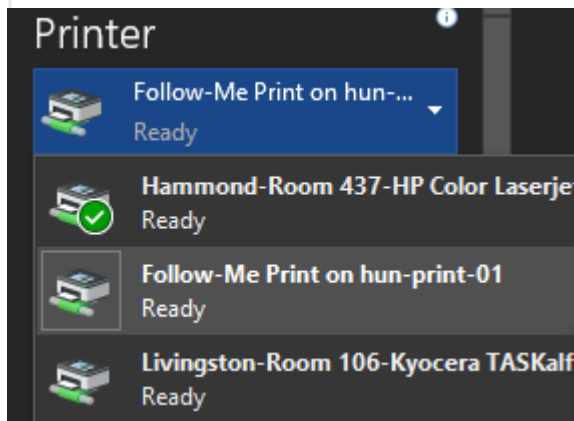 Printer
Follow-Me Print on hun-...
Ready
Hammond-Room 437-HP Color Laserje
Ready
Follow-Me Print on hun-print-01
Ready
Livingston-Room 106-Kyocera TASKalf
Ready